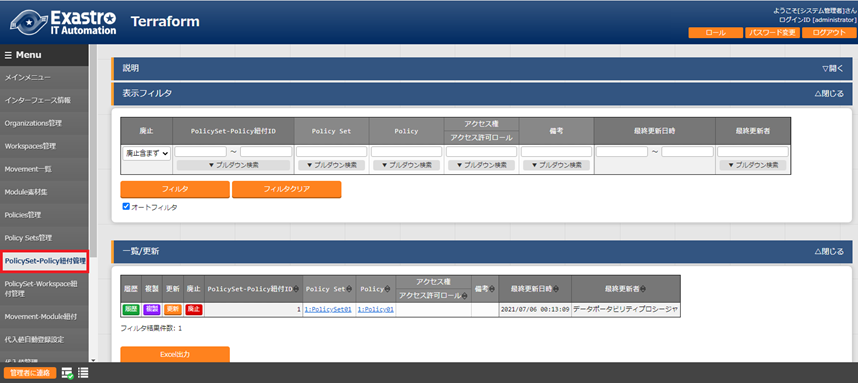 Exastro
IT Automation
Terraform
ようこそ[システム管理者]さん
ログインID [administrator]
ロール パスワード変更 ログアウト
☰ Menu
メインメニュー
インターフェース情報
Organizations管理
Workspaces管理
Movement一覧
Module素材集
Policies管理
Policy Sets管理
PolicySet-Policy紐付管理
PolicySet-Workspace紐
付管理
Movement-Module紐付
代入値自動登録設定
代入値管理
説明 ▽開く
表示フィルタ △閉じる
廃止 PolicySet-Policy紐付ID Policy Set Policy アクセス権 備考 最終更新日時 最終更新者
アクセス許可ロール
廃止含まず ～ ～
▼プルダウン検索 ▼プルダウン検索 ▼プルダウン検索 ▼プルダウン検索 ▼プルダウン検索 ▼プルダウン検索
フィルタ フィルタクリア
オートフィルタ
一覧/更新 △閉じる
履歴 複製 更新 廃止 PolicySet-Policy紐付ID Policy Set Policy アクセス権 備考 最終更新日時 最終更新者
アクセス許可ロール
履歴 複製 更新 廃止 1 1:PolicySet01 1:Policy01 2021/07/06 00:13:09 データポータビリティプロシージャ
フィルタ結果件数: 1
Excel出力
管理者に連絡